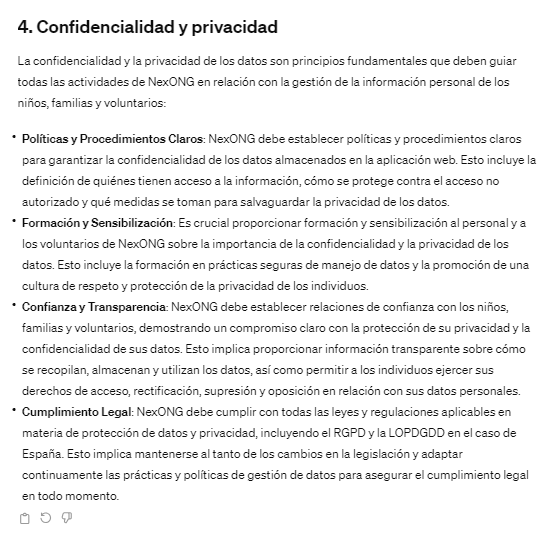 4. Confidencialidad y privacidad
La confidencialidad y la privacidad de los datos son principios fundamentales que deben guiar
todas las actividades de NexONG en relación con la gestión de la información personal de los
niños, familias y voluntarios:
• Políticas y Procedimientos Claros: NexONG debe establecer políticas y procedimientos claros
para garantizar la confidencialidad de los datos almacenados en la aplicación web. Esto incluye la
definición de quiénes tienen acceso a la información, cómo se protege contra el acceso no
autorizado y qué medidas se toman para salvaguardar la privacidad de los datos.
• Formación y Sensibilización: Es crucial proporcionar formación y sensibilización al personal y a
los voluntarios de NexONG sobre la importancia de la confidencialidad y la privacidad de los
datos. Esto incluye la formación en prácticas seguras de manejo de datos y la promoción de una
cultura de respeto y protección de la privacidad de los individuos.
• Confianza y Transparencia: NexONG debe establecer relaciones de confianza con los niños,
familias y voluntarios, demostrando un compromiso claro con la protección de su privacidad y la
confidencialidad de sus datos. Esto implica proporcionar información transparente sobre cómo
se recopilan, almacenan y utilizan los datos, así como permitir a los individuos ejercer sus
derechos de acceso, rectificación, supresión y oposición en relación con sus datos personales.
• Cumplimiento Legal: NexONG debe cumplir con todas las leyes y regulaciones aplicables en
materia de protección de datos y privacidad, incluyendo el RGPD y la LOPDGDD en el caso de
España. Esto implica mantenerse al tanto de los cambios en la legislación y adaptar
continuamente las prácticas y políticas de gestión de datos para asegurar el cumplimiento legal
en todo momento.